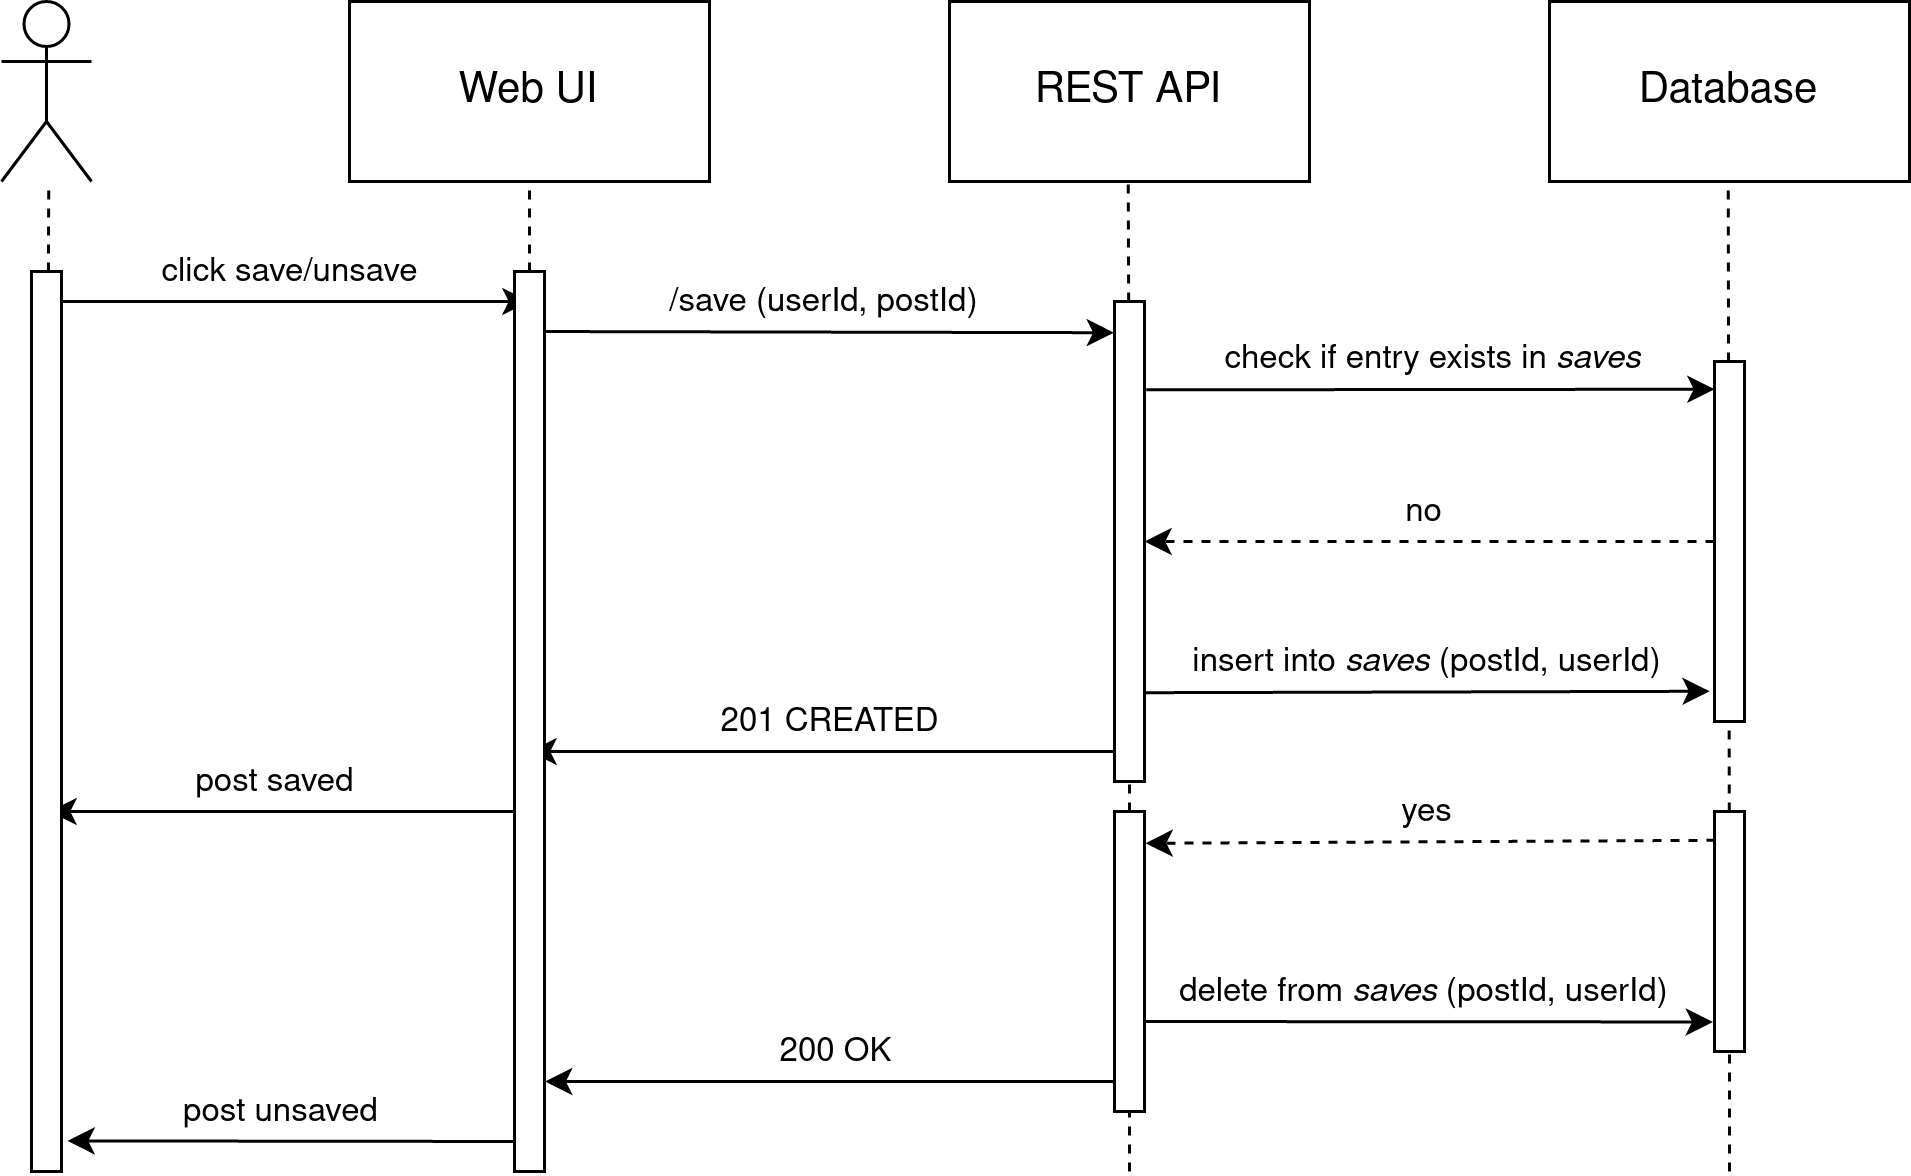 Web UI
REST API
Database
click save/unsave
/save (userId, postId)
check if entry exists in saves
no
insert into saves (postId, userId)
201 CREATED
post saved
yes
delete from saves (postId, userId)
200 OK
post unsaved